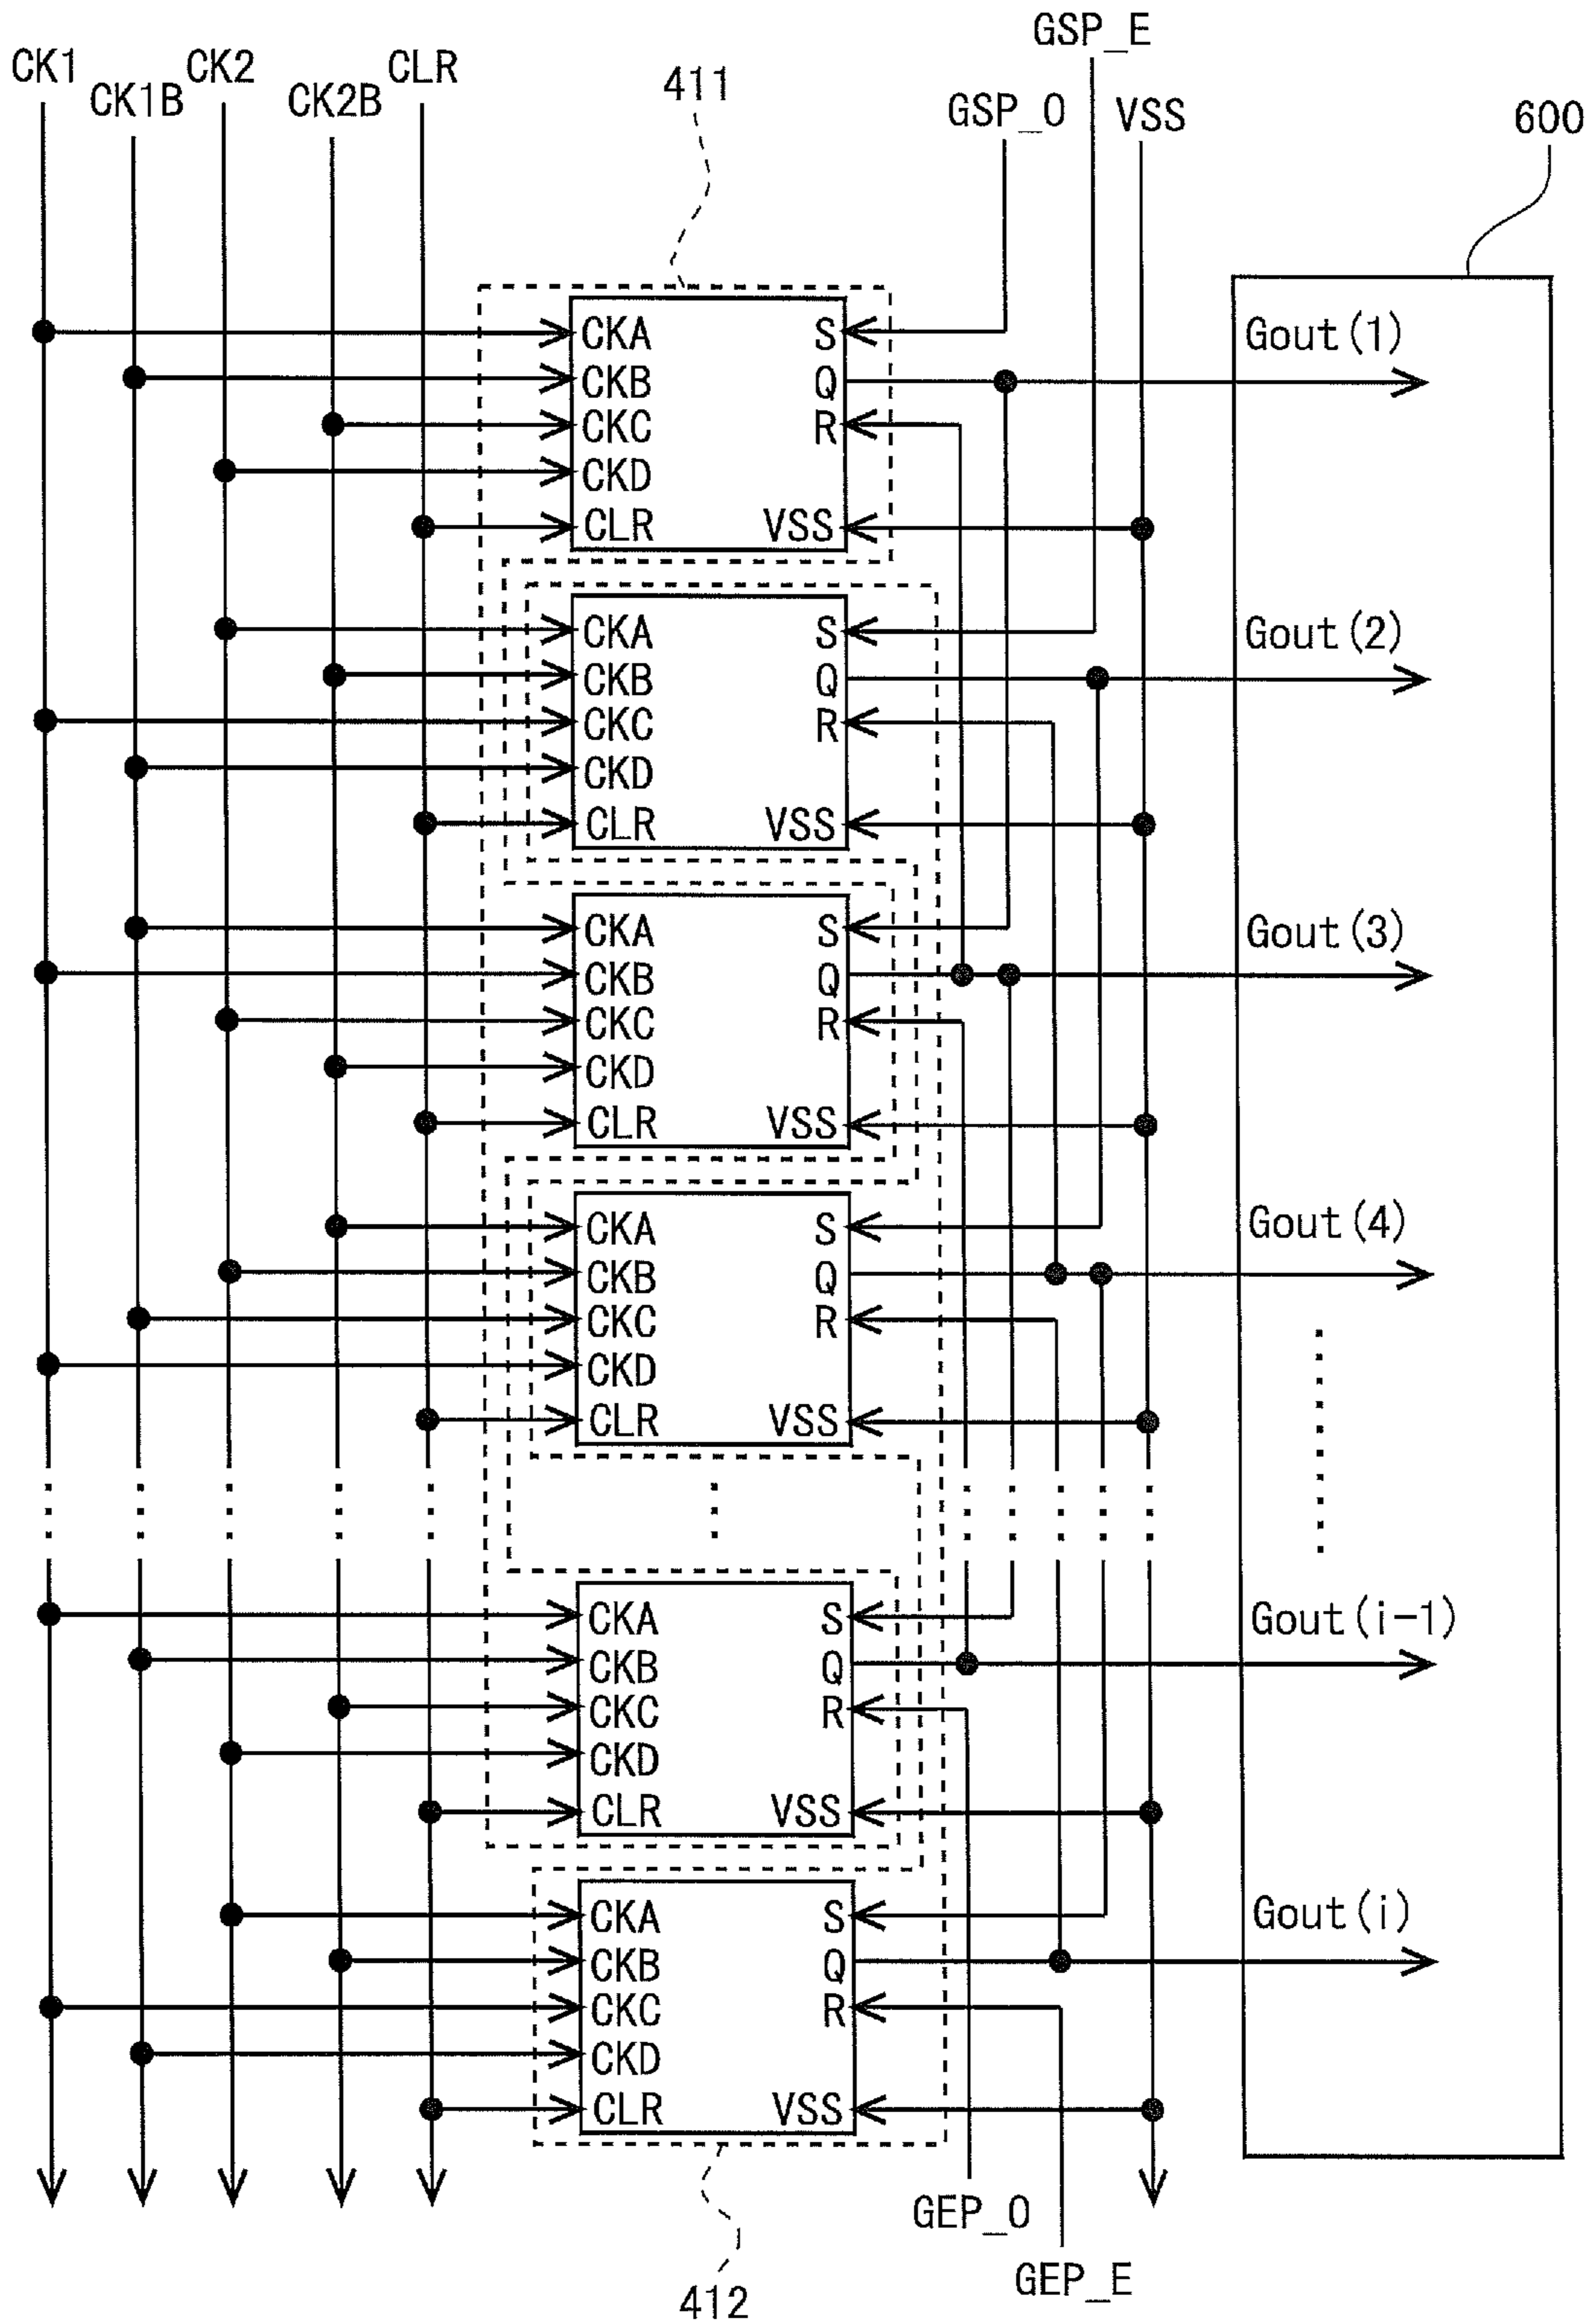 GSP_E
CK1 CK2 CLR 411
CK1B CK2B GSP_O VSS 600
CKA S Gout(1)
CKB Q
CKC R
CKD
CLR VSS
CKA S Gout(2)
CKB Q
CKC R
CKD
CLR VSS
CKA S Gout(3)
CKB Q
CKC R
CKD
CLR VSS
CKA S Gout(4)
CKB Q
CKC R
CKD
CLR VSS
CKA S Gout(i-1)
CKB Q
CKC R
CKD
CLR VSS
CKA S Gout(i)
CKB Q
CKC R
CKD
CLR VSS
GEP_O
GEP_E
412